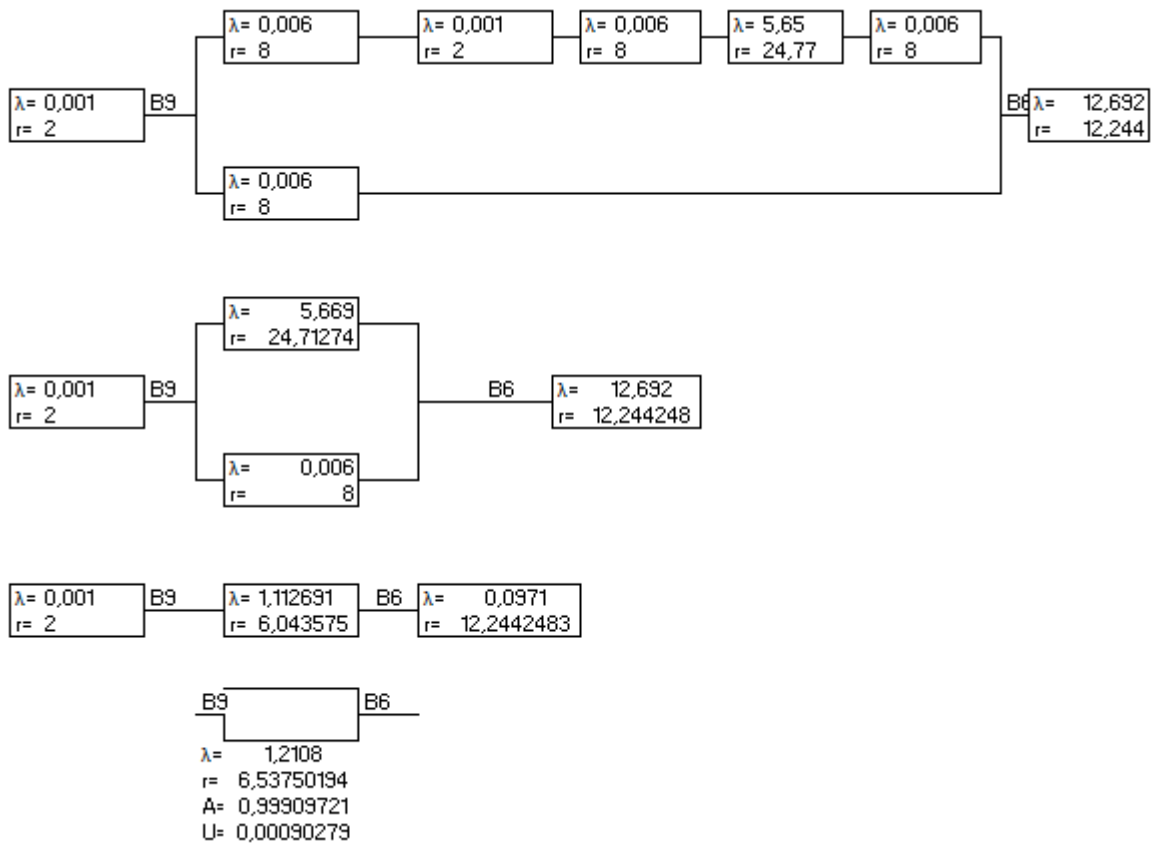 λ= 0,006
r= 8
λ= 0,001
r= 2
λ= 0,006
r= 8
λ= 5,65
r= 24,77
λ= 0,006
r= 8
λ= 0,001
r= 2
B9
B6
λ= 12,692
r= 12,244
λ= 0,006
r= 8
λ= 5,669
r= 24,71274
λ= 0,001
r= 2
B9
B6
λ= 12,692
r= 12,244248
λ= 0,006
r= 8
λ= 0,001
r= 2
B9
λ= 1,112691
r= 6,043575
B6
λ= 0,0971
r= 12,2442483
B9
B6
λ= 1,2108
r= 6,53750194
A= 0,99909721
U= 0,00090279